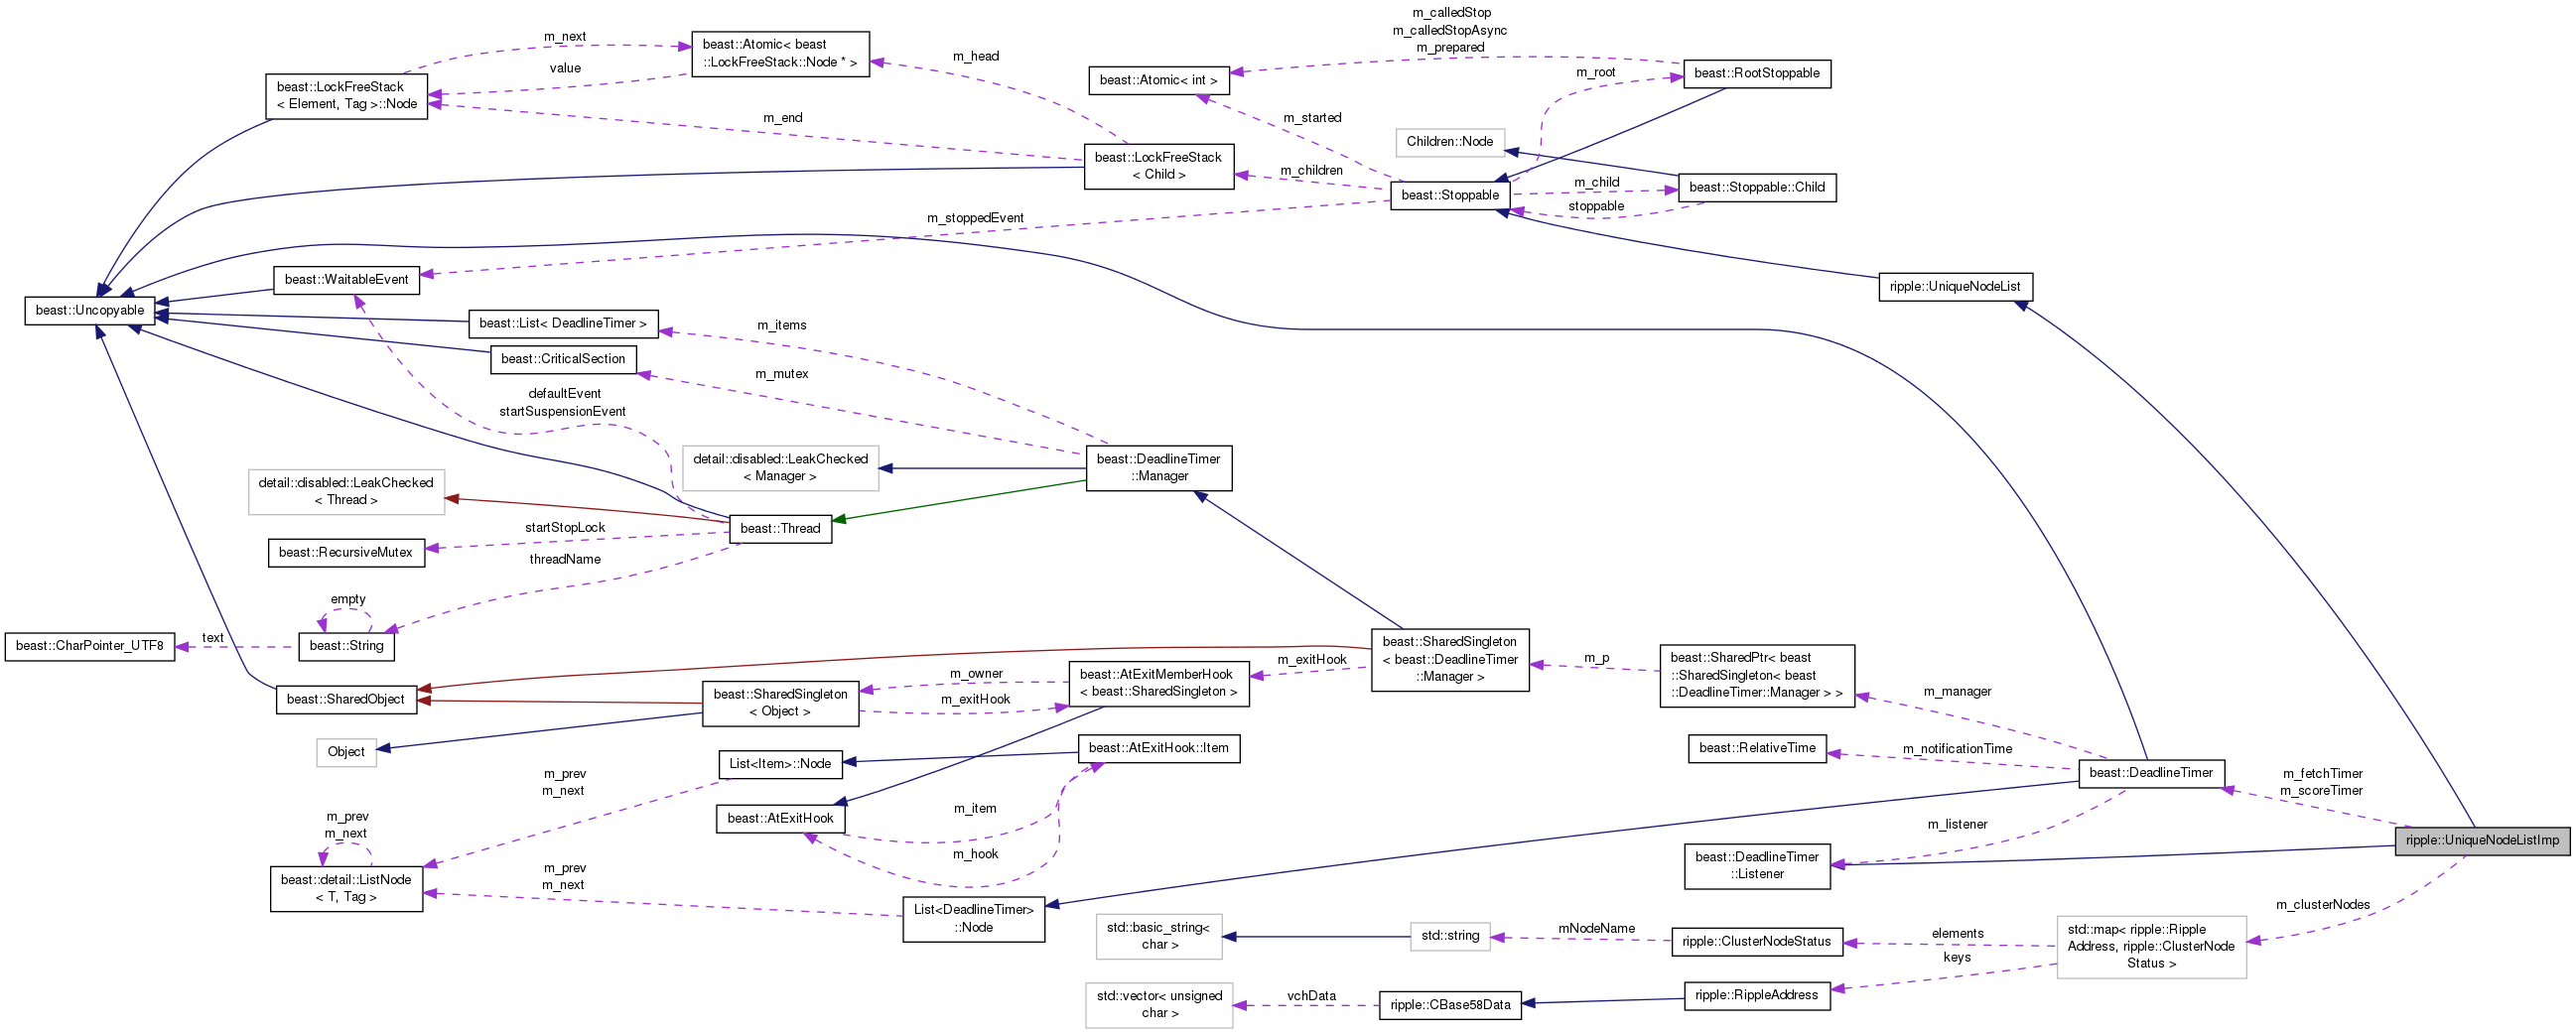 m_calledStop
m_calledStopAsync
m_prepared
m_next
beast::Atomic< beast
::LockFreeStack::Node * >
m_head
value
beast::LockFreeStack
< Element, Tag >::Node
m_end
beast::Atomic< int >
m_root
beast::RootStoppable
m_started
Children::Node
beast::LockFreeStack
< Child >
m_children
beast::Stoppable
m_child
stoppable
beast::Stoppable::Child
m_stoppedEvent
beast::WaitableEvent
ripple::UniqueNodeList
beast::Uncopyable
beast::List< DeadlineTimer >
m_items
beast::CriticalSection
m_mutex
defaultEvent
startSuspensionEvent
detail::disabled::LeakChecked
< Manager >
beast::DeadlineTimer
::Manager
detail::disabled::LeakChecked
< Thread >
beast::Thread
startStopLock
beast::RecursiveMutex
threadName
empty
beast::CharPointer_UTF8
text
beast::String
beast::SharedSingleton
< beast::DeadlineTimer
::Manager >
m_p
beast::SharedPtr< beast
::SharedSingleton< beast
::DeadlineTimer::Manager > >
m_exitHook
beast::AtExitMemberHook
< beast::SharedSingleton >
m_owner
m_exitHook
beast::SharedObject
beast::SharedSingleton
< Object >
m_manager
Object
List<Item>::Node
beast::AtExitHook::Item
beast::RelativeTime
m_notificationTime
beast::DeadlineTimer
m_fetchTimer
m_scoreTimer
m_prev
m_next
beast::AtExitHook
m_item
m_hook
m_prev
m_next
m_listener
ripple::UniqueNodeListImp
beast::DeadlineTimer
::Listener
beast::detail::ListNode
< T, Tag >
m_prev
m_next
List<DeadlineTimer>
::Node
m_clusterNodes
std::basic_string<
char >
std::string
mNodeName
ripple::ClusterNodeStatus
elements
keys
std::map< ripple::Ripple
Address, ripple::ClusterNode
Status >
std::vector< unsigned
char >
vchData
ripple::CBase58Data
ripple::RippleAddress